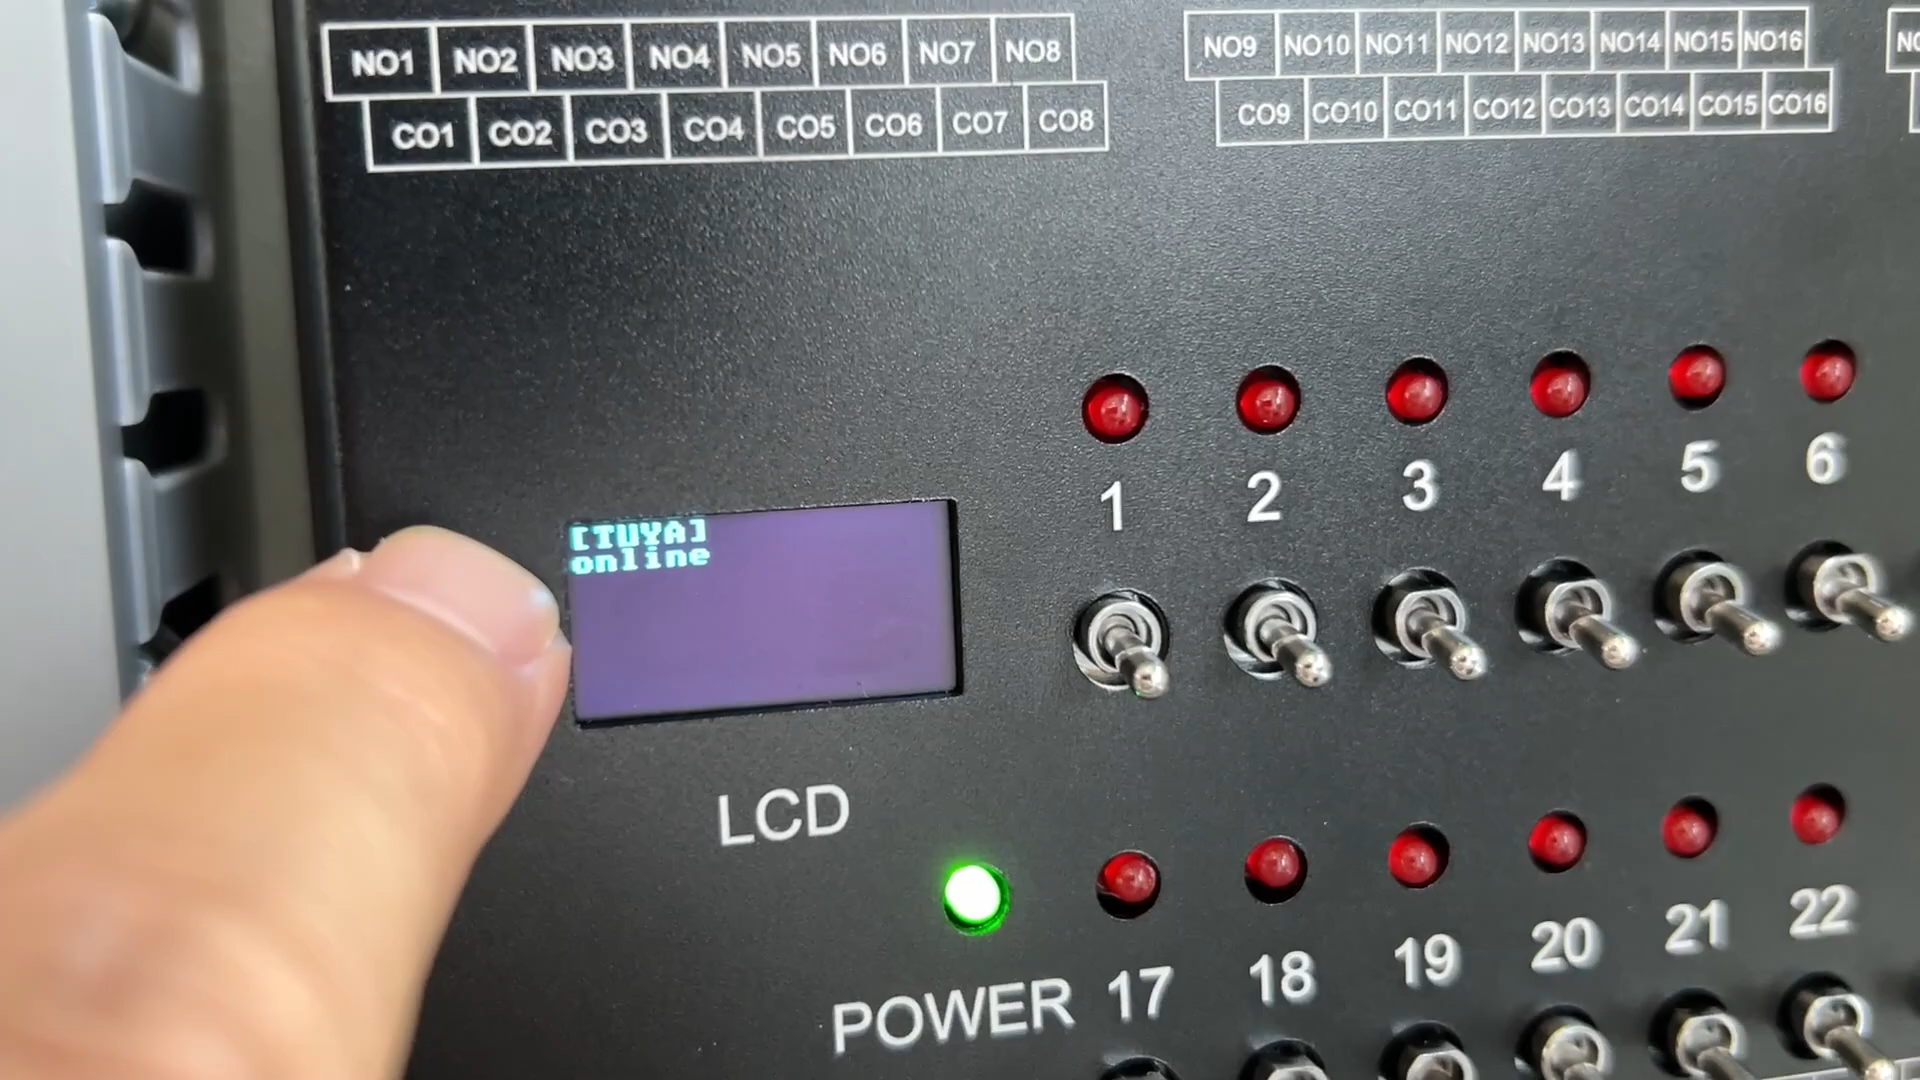 NO1 NO2 NO3 NO4 NO5 NO6 NO7 NO8
CO1 CO2 CO3 CO4 CO5 CO6 CO7 CO8
NO9 NO10 NO11 NO12 NO13 NO14 NO15 NO16
CO9 CO10 CO11 CO12 CO13 CO14 CO15 CO16
1 2 3 4 5 6
[TUYA]
online
LCD
POWER
17 18 19 20 21 22